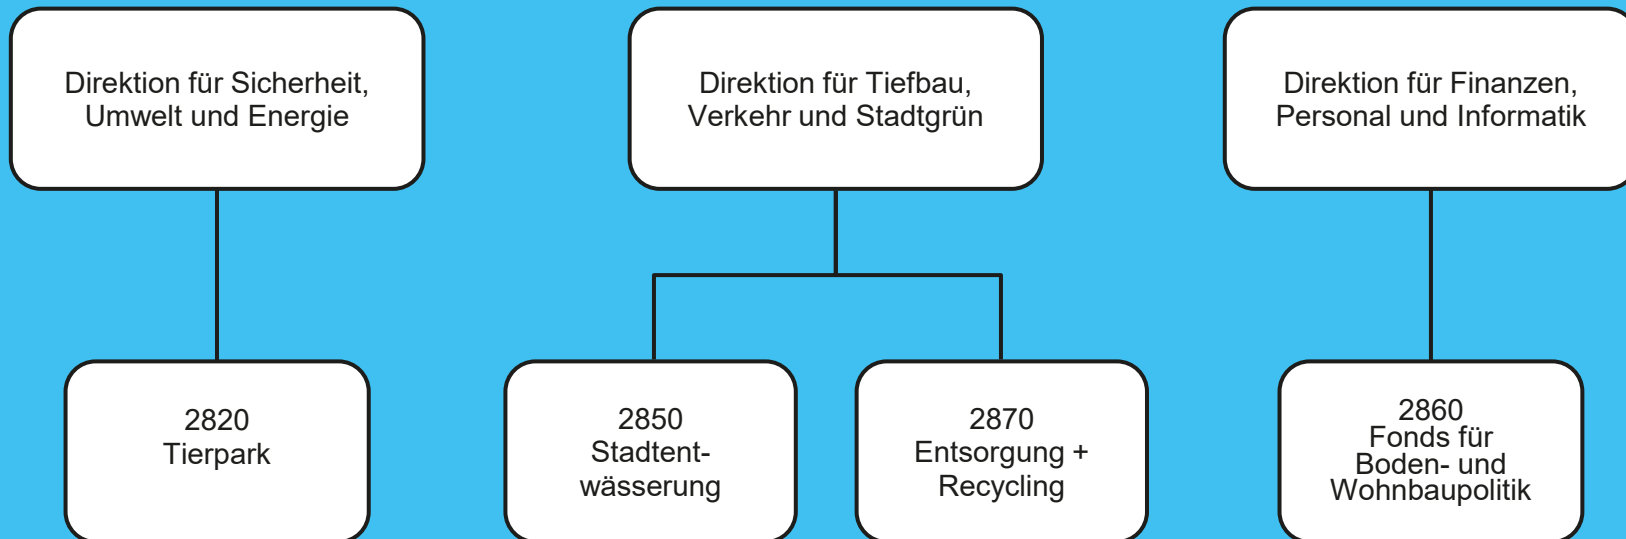 Direktion für Sicherheit,
Umwelt und Energie
Direktion für Tiefbau,
Verkehr und Stadtgrün
Direktion für Finanzen,
Personal und Informatik
2820
Tierpark
2850
Stadtent-
wässerung
2870
Entsorgung +
Recycling
2860
Fonds für
Boden- und
Wohnbaupolitik